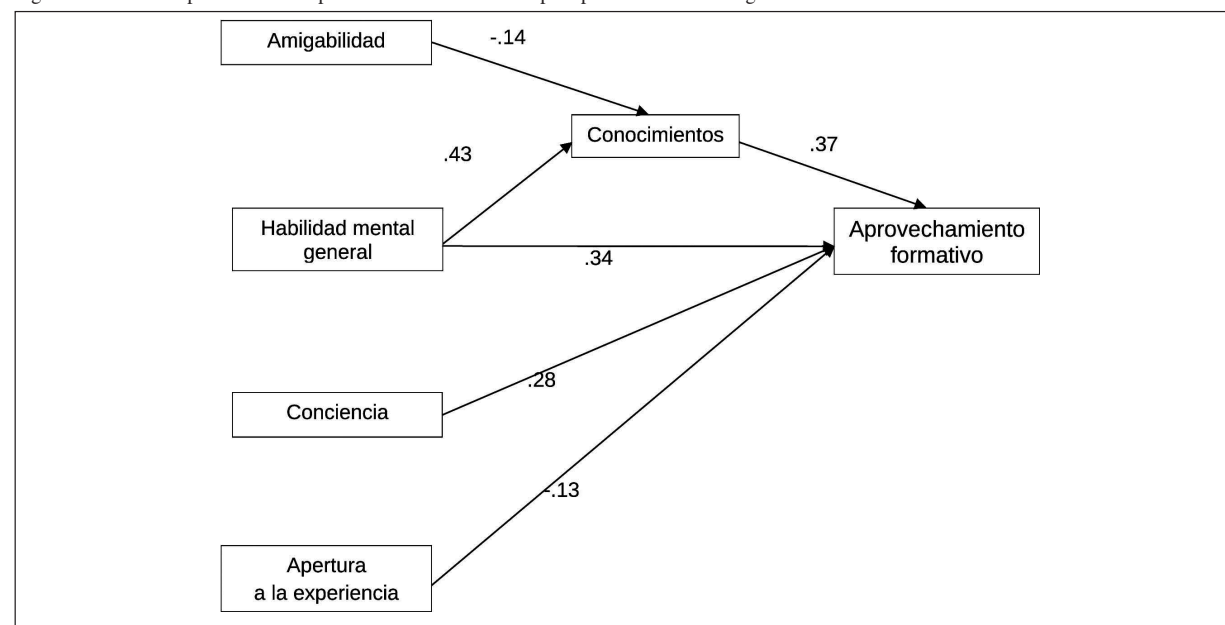 Amigabilidad
-.14
Conocimientos
.43
.37
Habilidad mental
general
.34
Aprovechamiento
formativo
.28
Conciencia
-.13
Apertura
a la experiencia